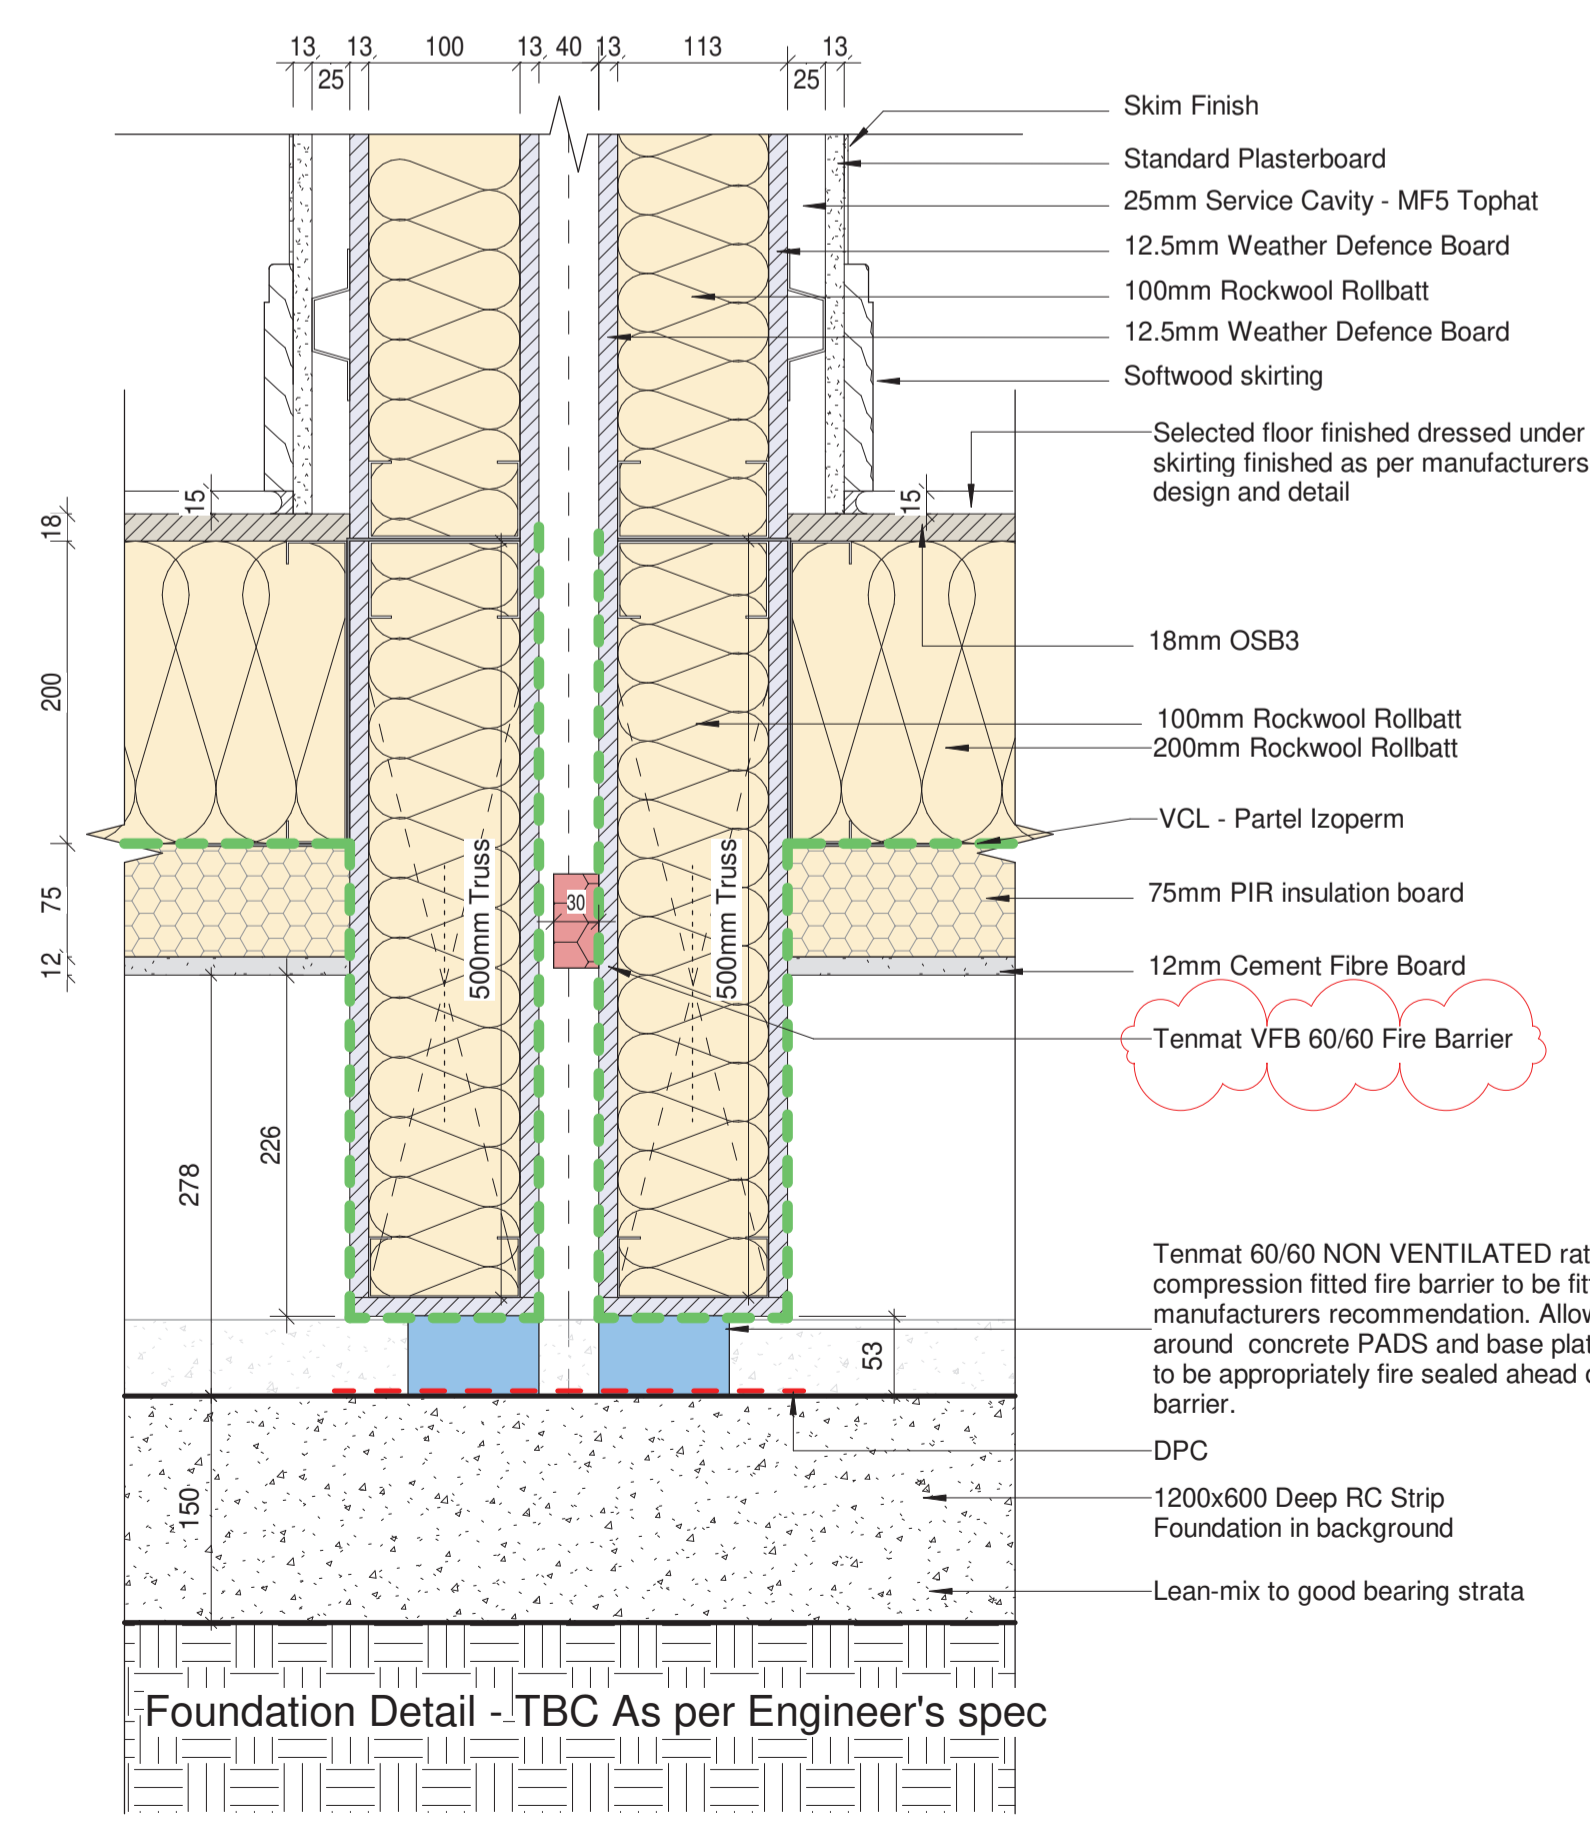 13 13 100 13 40 13 113 13
25 25
Skim Finish
Standard Plasterboard
25mm Service Cavity - MF5 Tophat
12.5mm Weather Defence Board
100mm Rockwool Rollbatt
12.5mm Weather Defence Board
Softwood skirting
Selected floor finished dressed under
skirting finished as per manufacturers
design and detail
15 15
18
18mm OSB3
200
100mm Rockwool Rollbatt
200mm Rockwool Rollbatt
VCL - Partel Izoperm
500mm Truss 500mm Truss
75
30
75mm PIR insulation board
12
12mm Cement Fibre Board
Tenmat VFB 60/60 Fire Barrier
226
278
Tenmat 60/60 NON VENTILATED
compression fitted fire barrier to be
manufacturers recommendation.
around concrete PADS and base
to be appropriately fire sealed ahead
barrier.
53
DPC
150
1200x600 Deep RC Strip
Foundation in background
Lean-mix to good bearing strata
Foundation Detail - TBC As per Engineer's spec